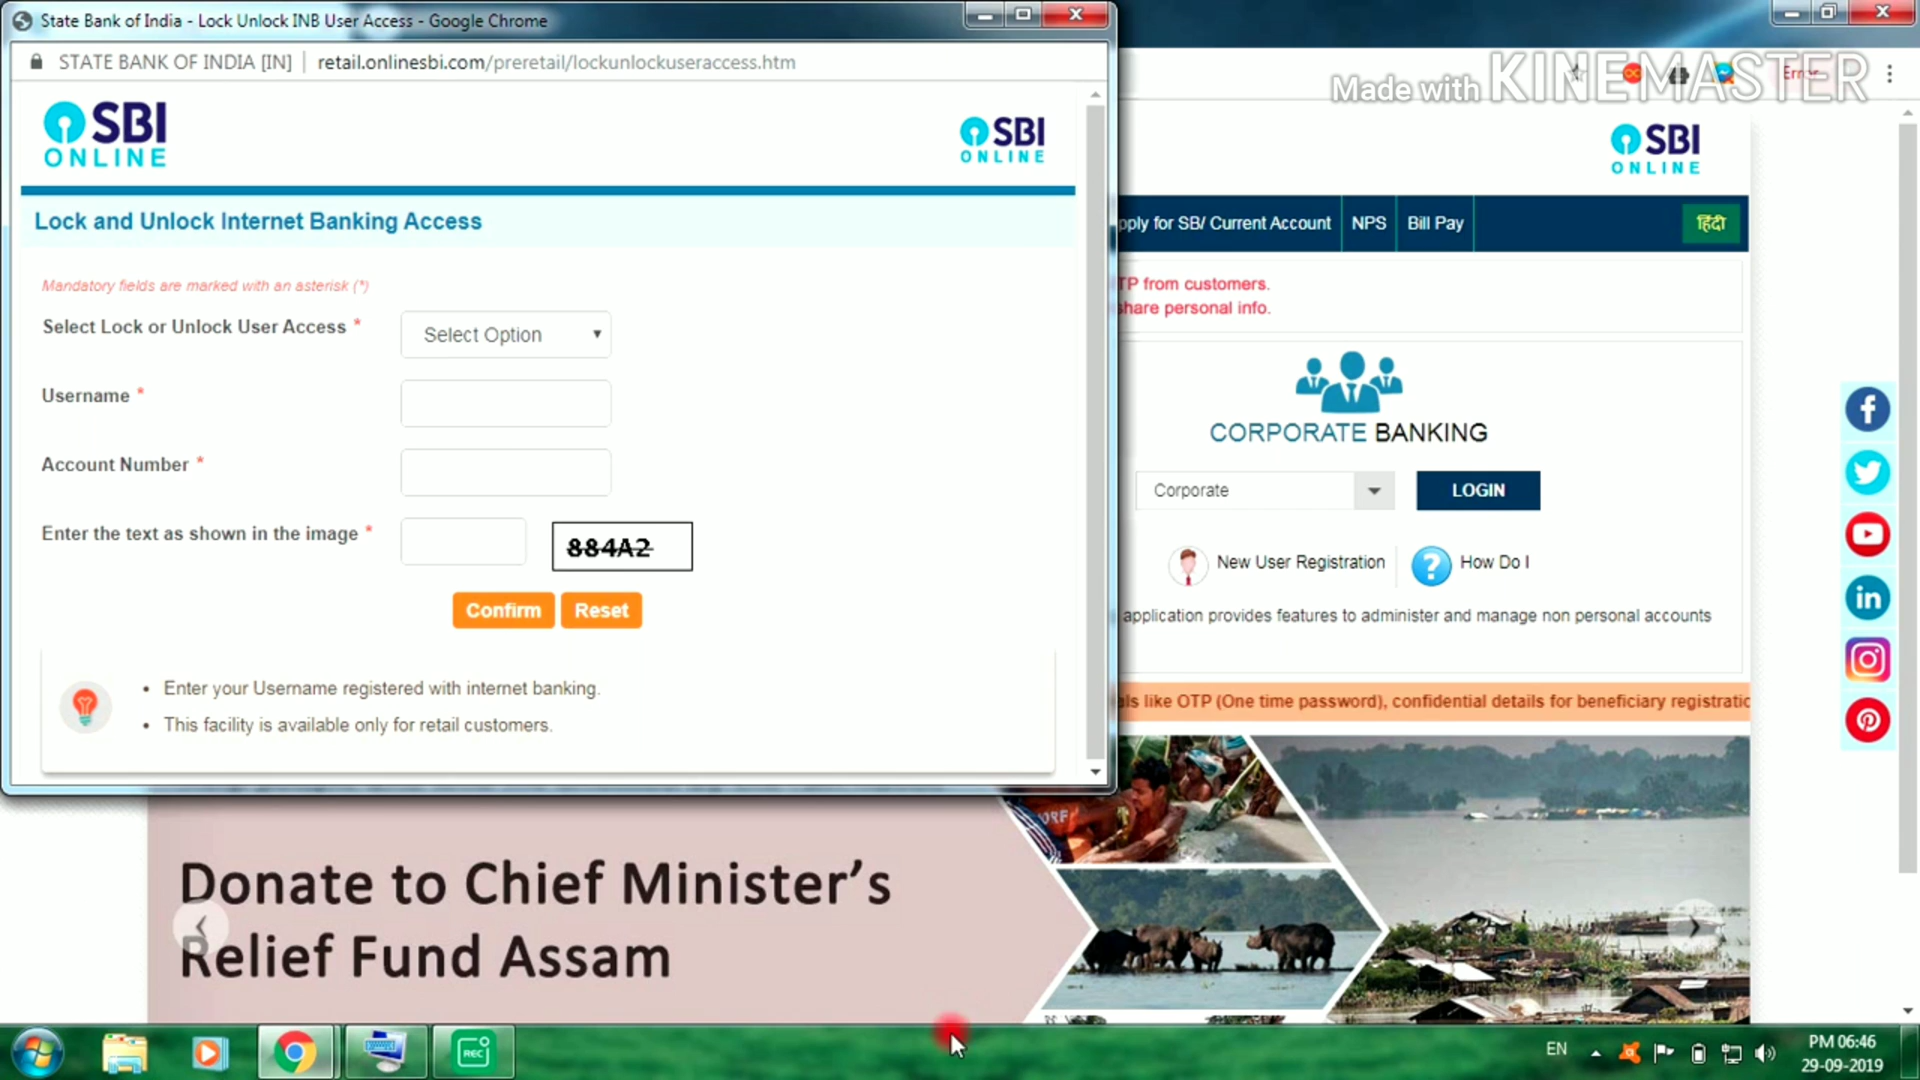 State Bank of India - Lock Unlock INB User Access - Google Chrome
STATE BANK OF INDIA [IN] retail.onlinesbi.com/preretail/lockunlockuseraccess.htm
Made with KINEMASTER
Error
SBI
ONLINE
SBI
ONLINE
SBI
ONLINE
Lock and Unlock Internet Banking Access
pply for SB/ Current Account NPS Bill Pay हिंदी
Mandatory fields are marked with an asterisk (*)
TP from customers.
share personal info.
Select Lock or Unlock User Access * Select Option
Username *
Account Number *
Enter the text as shown in the image * 884A2
Confirm Reset
Enter your Username registered with internet banking.
This facility is available only for retail customers.
CORPORATE BANKING
Corporate LOGIN
New User Registration How Do I
application provides features to administer and manage non personal accounts
als like OTP (One time password), confidential details for beneficiary registratio
Donate to Chief Minister's
Relief Fund Assam
REC
EN
PM 06:46
29-09-2019